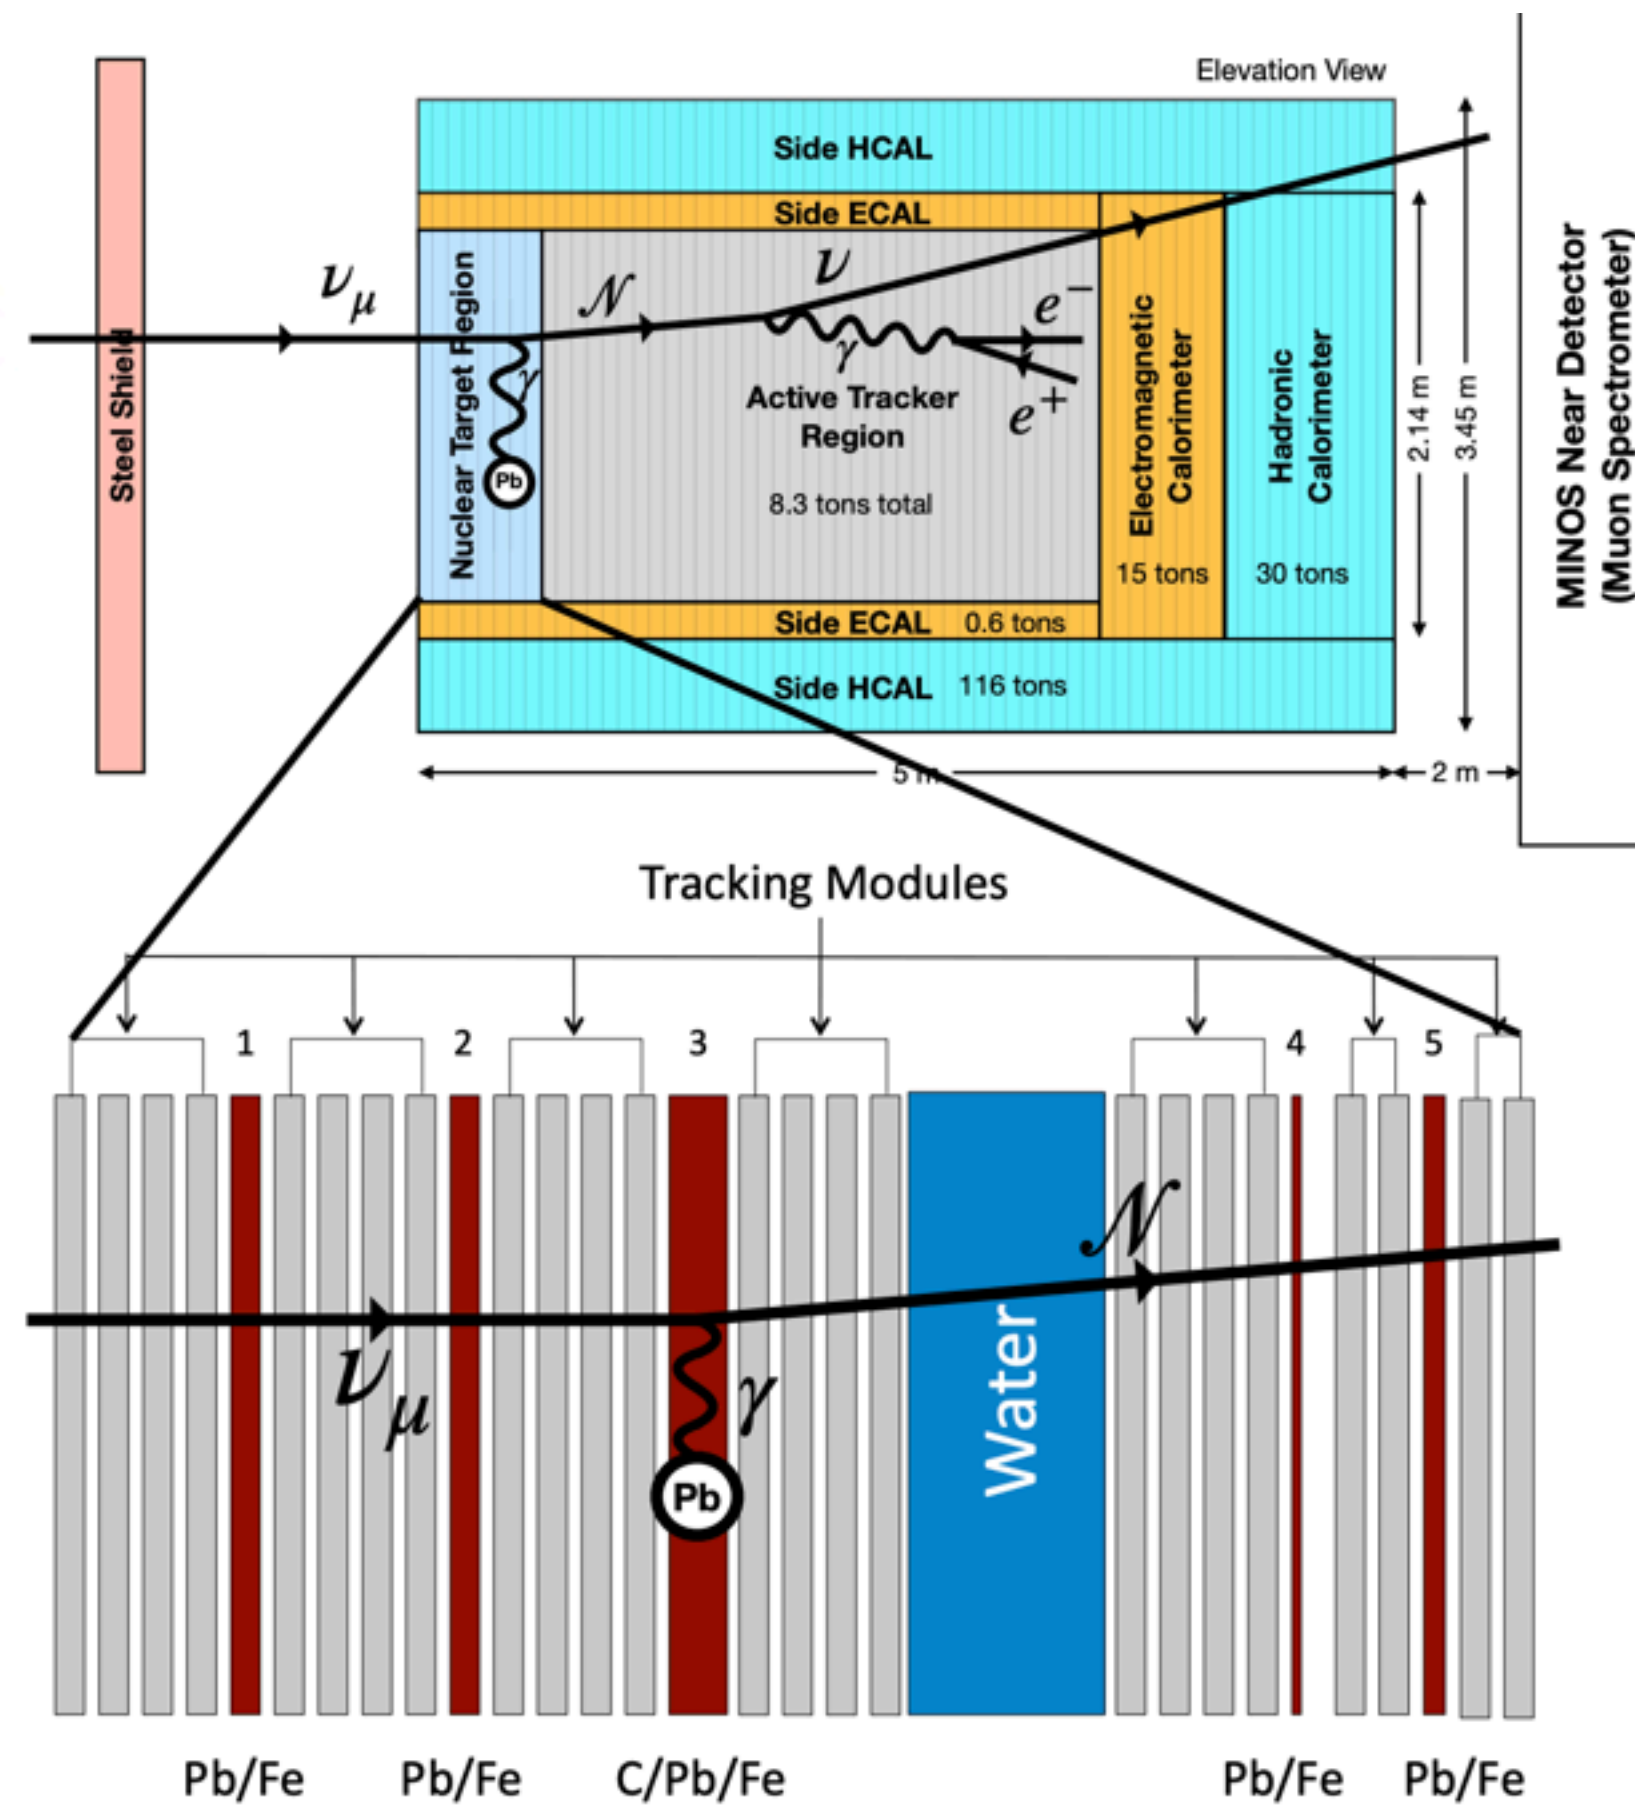 Elevation View
Side HCAL
Side ECAL
Steel Shield
ν_μ
Nuclear Target Region
γ
Pb
𝒩
ν
γ
e⁻
e⁺
Active Tracker
Region
8.3 tons total
Electromagnetic
Calorimeter
15 tons
Hadronic
Calorimeter
30 tons
2.14 m
3.45 m
MINOS Near Detector
(Muon Spectrometer)
Side ECAL 0.6 tons
Side HCAL 116 tons
5 m
2 m
Tracking Modules
1 2 3 4 5
ν_μ
γ
Pb
Water
𝒩
Pb/Fe Pb/Fe C/Pb/Fe Pb/Fe Pb/Fe